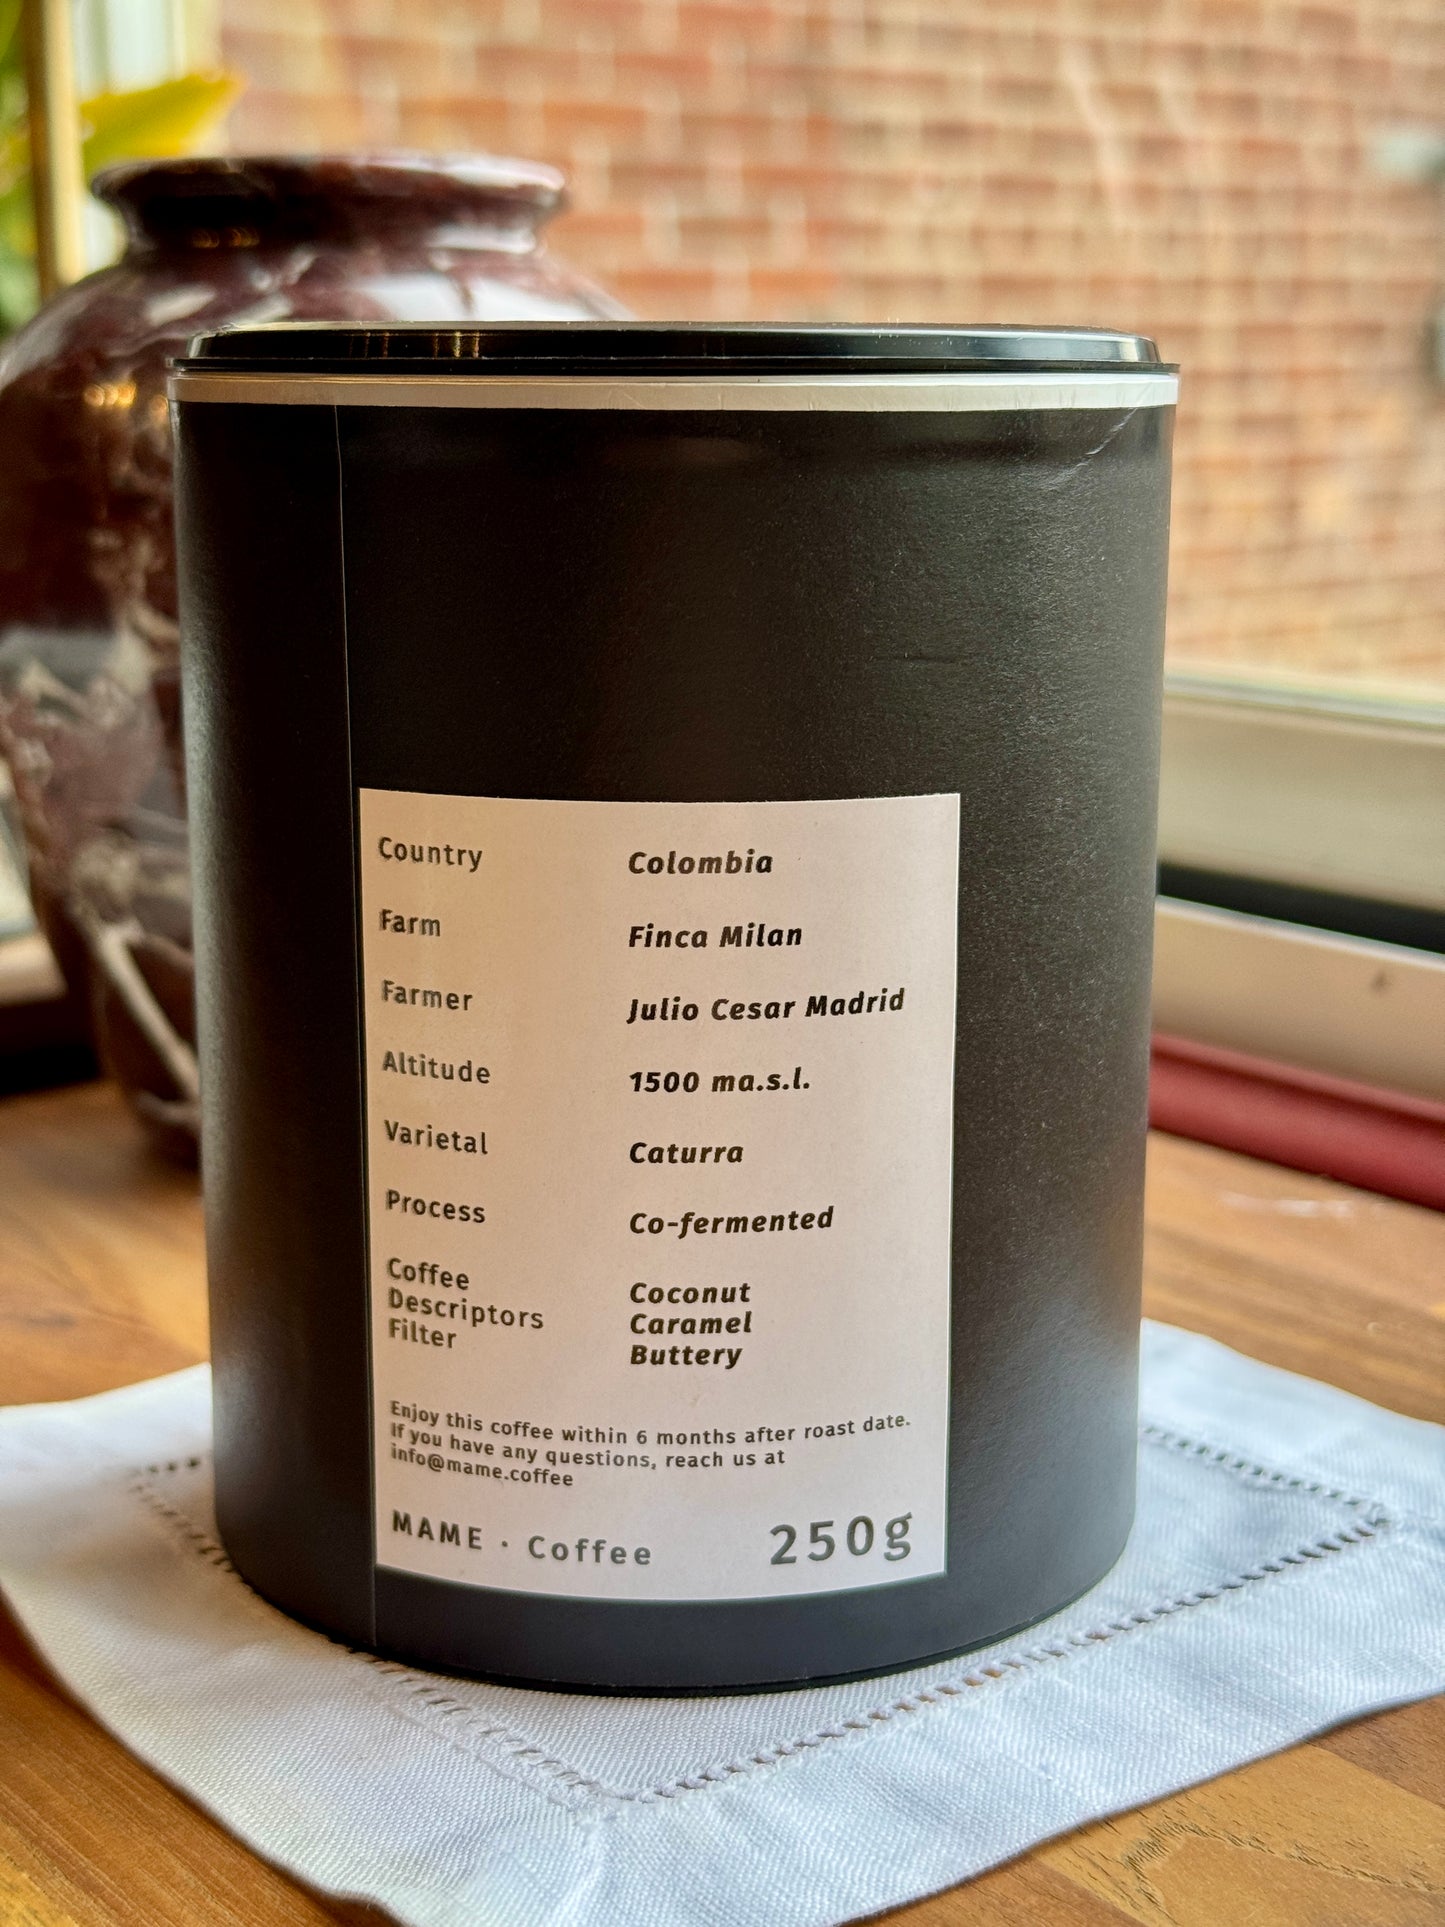 Country Colombia
Farm Finca Milan
Farmer Julio Cesar Madrid
Altitude 1500 ma.s.l.
Varietal Caturra
Process Co-fermented
Coffee
Descriptors
Filter
Coconut
Caramel
Buttery
Enjoy this coffee within 6 months after roast date.
If you have any questions, reach us at
info@mame.coffee
MAME · Coffee 250g